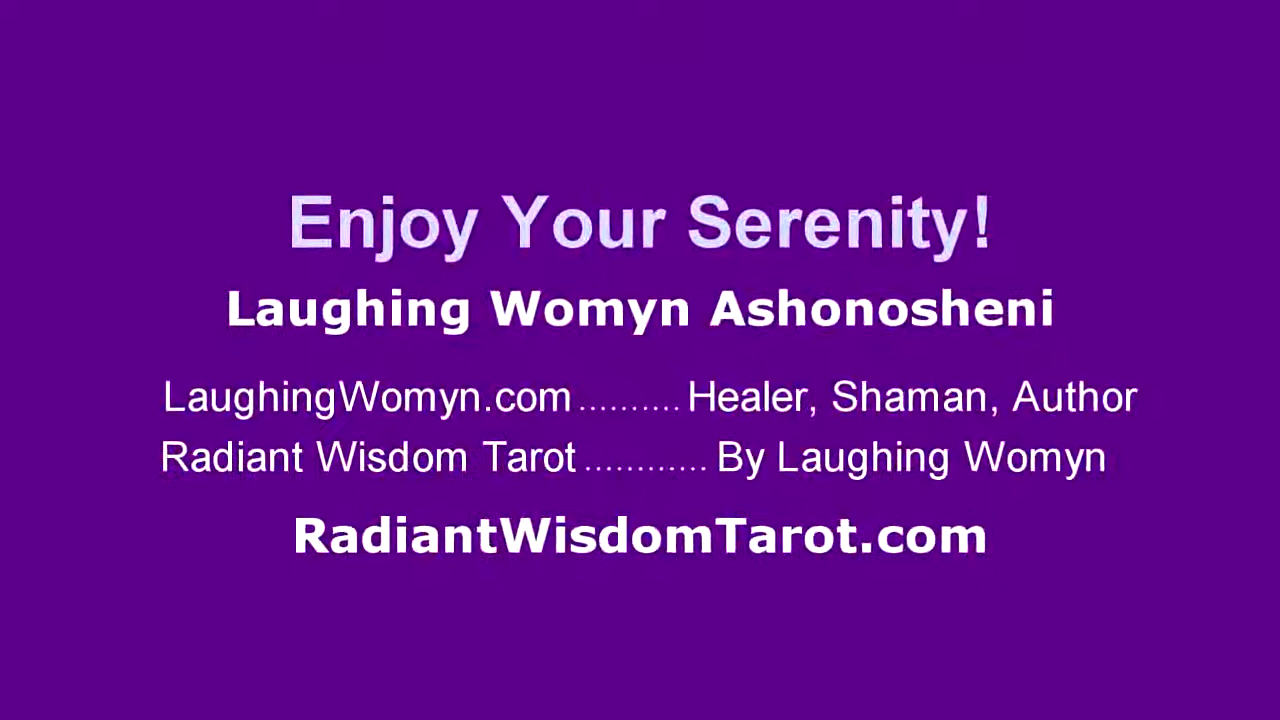 Enjoy Your Serenity!
Laughing Womyn Ashonosheni
LaughingWomyn.com .......... Healer, Shaman, Author
Radiant Wisdom Tarot ............ By Laughing Womyn
RadiantWisdomTarot.com